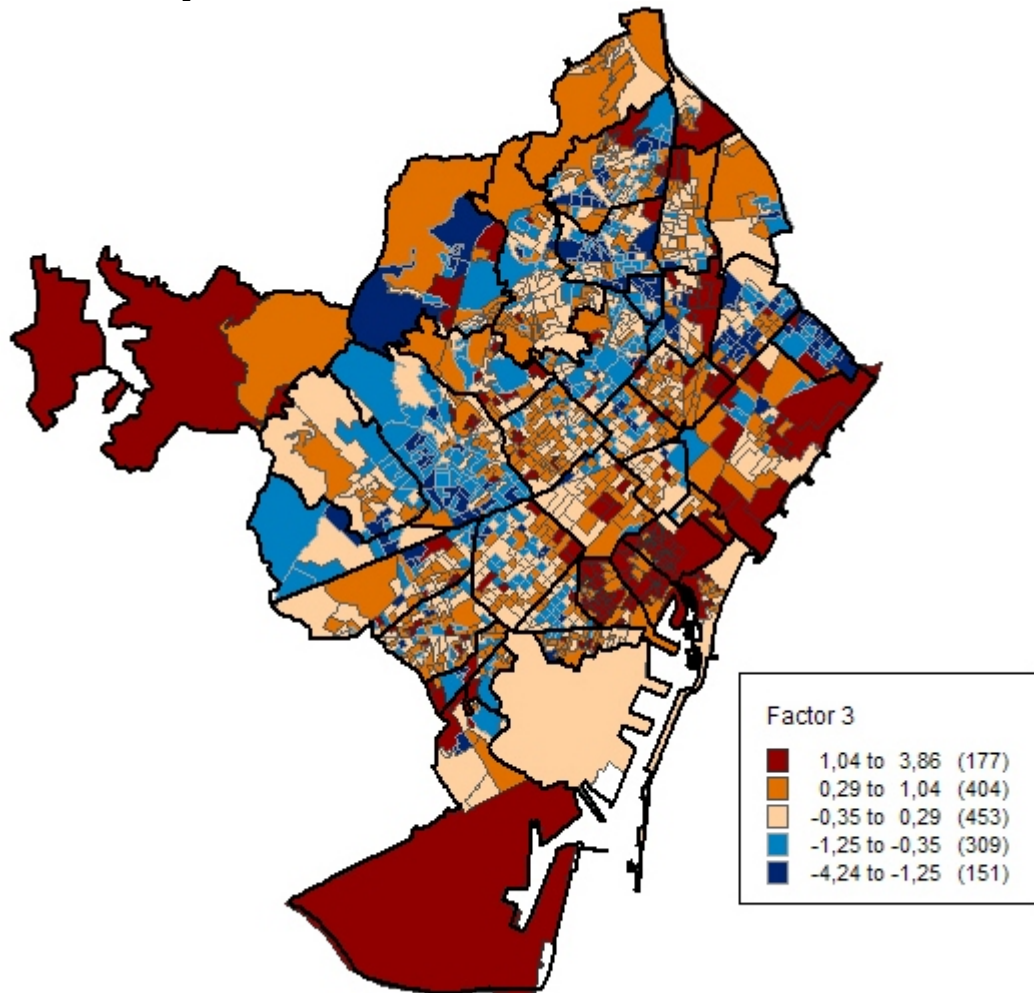 Factor 3
1,04 to 3,86 (177)
0,29 to 1,04 (404)
-0,35 to 0,29 (453)
-1,25 to -0,35 (309)
-4,24 to -1,25 (151)